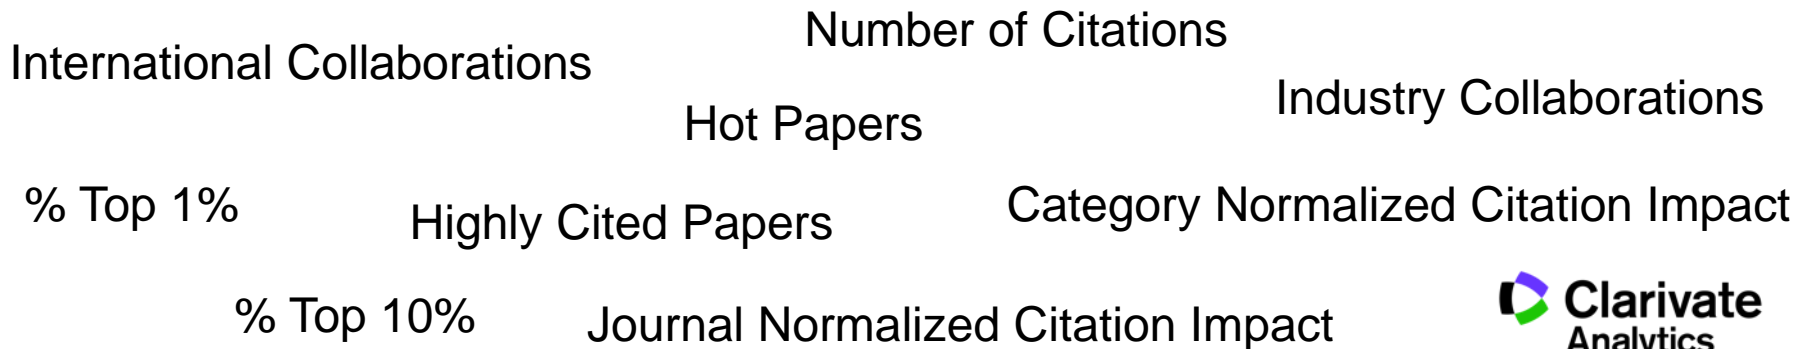 Number of Citations
International Collaborations
Industry Collaborations
Hot Papers
% Top 1%
Highly Cited Papers
Category Normalized Citation Impact
% Top 10%
Journal Normalized Citation Impact
Clarivate
Analytics